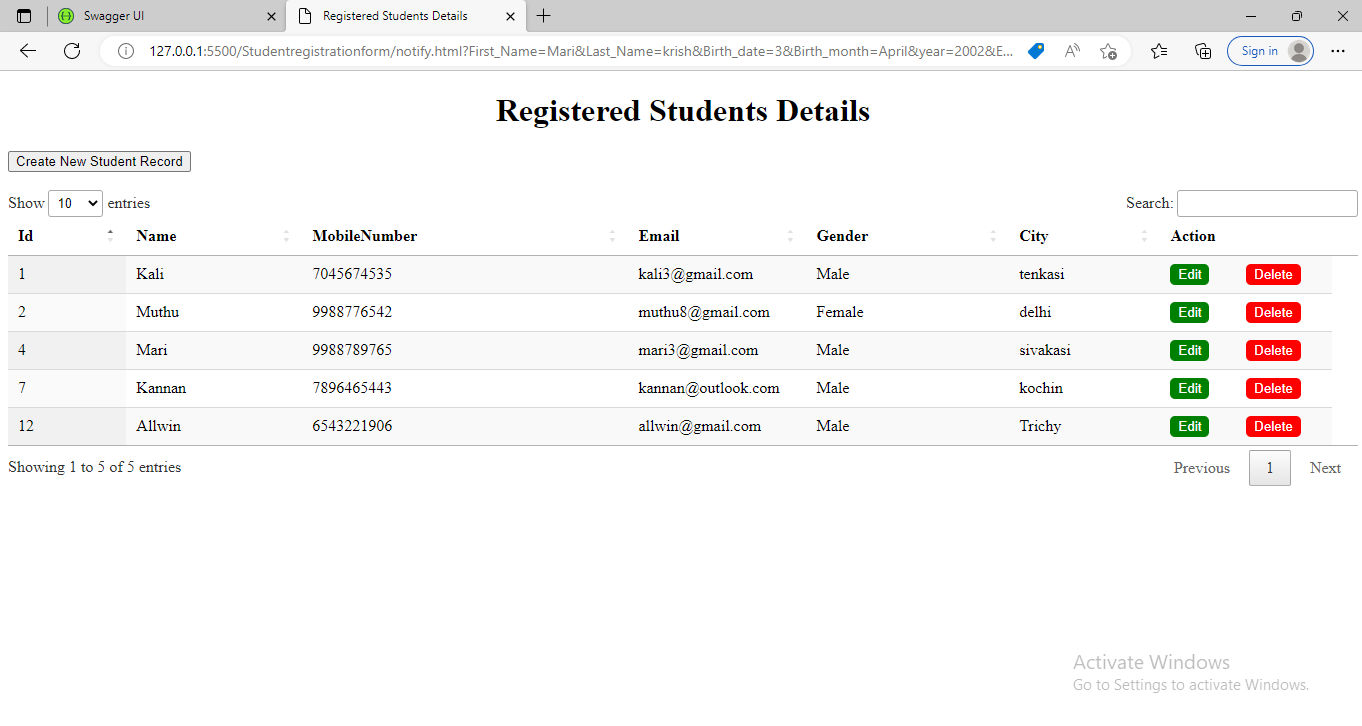 Swagger UI
Registered Students Details
127.0.0.1:5500/Studentregistrationform/notify.html?First_Name=Mari&Last_Name=krish&Birth_date=3&Birth_month=April&year=2002&E...
Sign in
Registered Students Details
Create New Student Record
Show 10 entries Search:
Id Name MobileNumber Email Gender City Action
1 Kali 7045674535 kali3@gmail.com Male tenkasi Edit Delete
2 Muthu 9988776542 muthu8@gmail.com Female delhi Edit Delete
4 Mari 9988789765 mari3@gmail.com Male sivakasi Edit Delete
7 Kannan 7896465443 kannan@outlook.com Male kochin Edit Delete
12 Allwin 6543221906 allwin@gmail.com Male Trichy Edit Delete
Showing 1 to 5 of 5 entries Previous 1 Next
Activate Windows
Go to Settings to activate Windows.